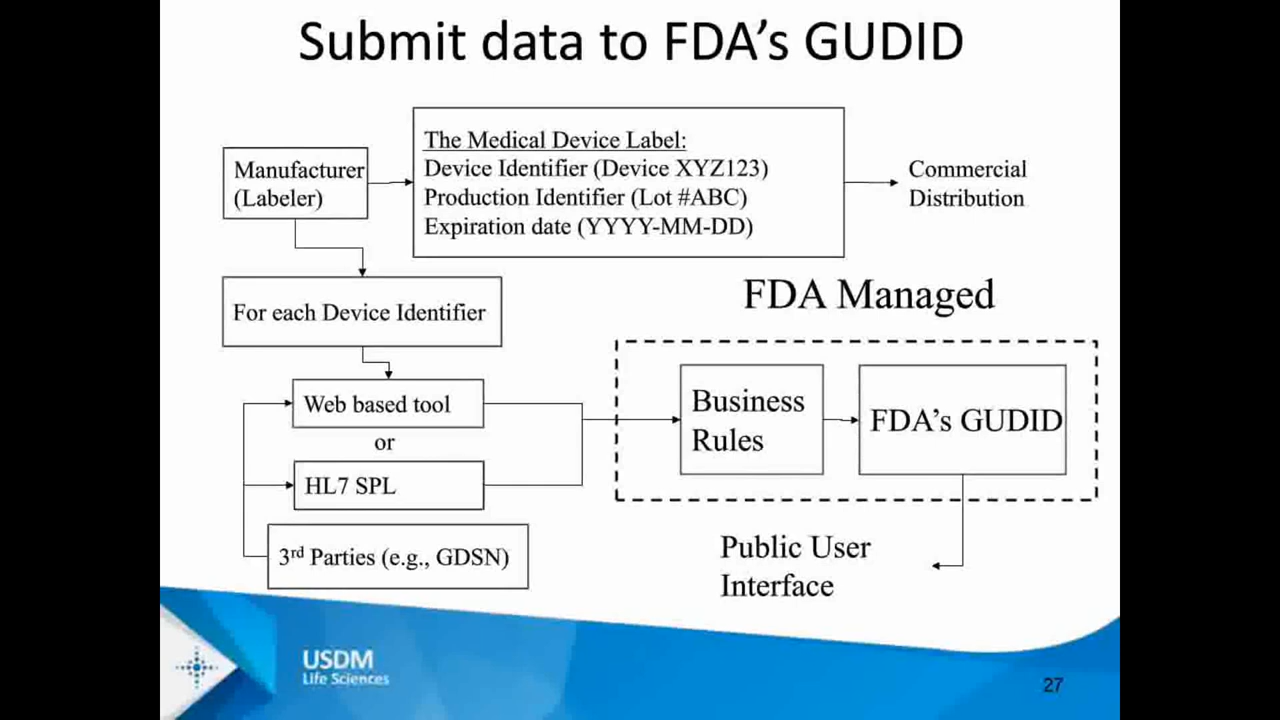 Submit data to FDA's GUDID
Manufacturer
(Labeler)
The Medical Device Label:
Device Identifier (Device XYZ123)
Production Identifier (Lot #ABC)
Expiration date (YYYY-MM-DD)
Commercial
Distribution
For each Device Identifier
FDA Managed
Web based tool
or
HL7 SPL
3rd Parties (e.g., GDSN)
Business
Rules
FDA's GUDID
Public User
Interface
USDM
Life Sciences
27